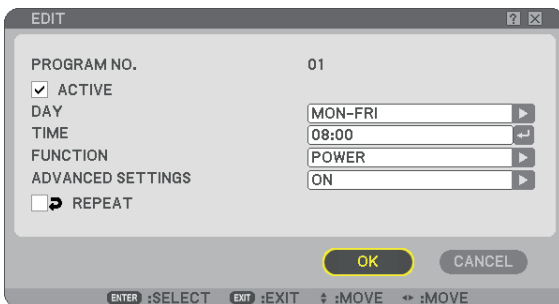 EDIT
PROGRAM NO. 01
ACTIVE
DAY MON-FRI
TIME 08:00
FUNCTION POWER
ADVANCED SETTINGS ON
REPEAT
OK CANCEL
ENTER :SELECT EXIT :EXIT :MOVE :MOVE